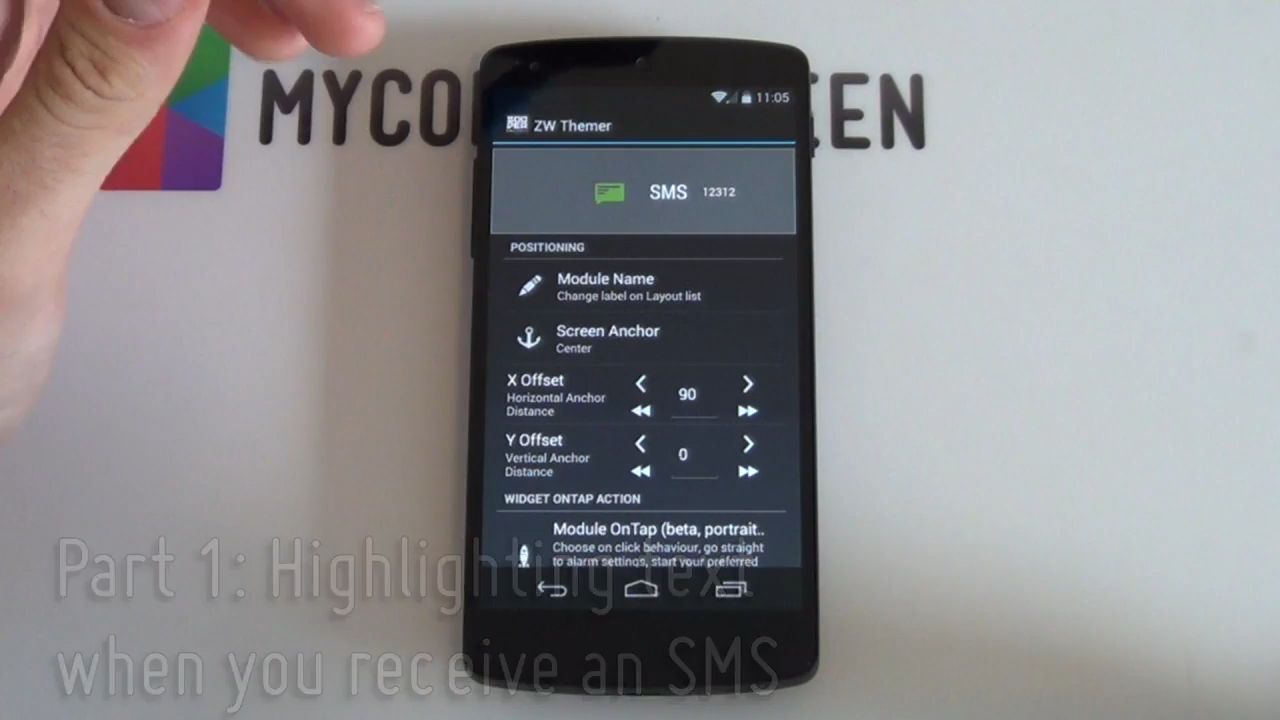 MYCO EEN
11:05
ZW Themer
SMS 12312
POSITIONING
Module Name
Change label on Layout list
Screen Anchor
Center
X Offset
Horizontal Anchor
Distance
90
Y Offset
Vertical Anchor
Distance
0
WIDGET ONTAP ACTION
Module OnTap (beta, portrait..
Choose on click behaviour, go straight
to alarm settings, start your preferred
Part 1: Highlighting Text
when you receive an SMS